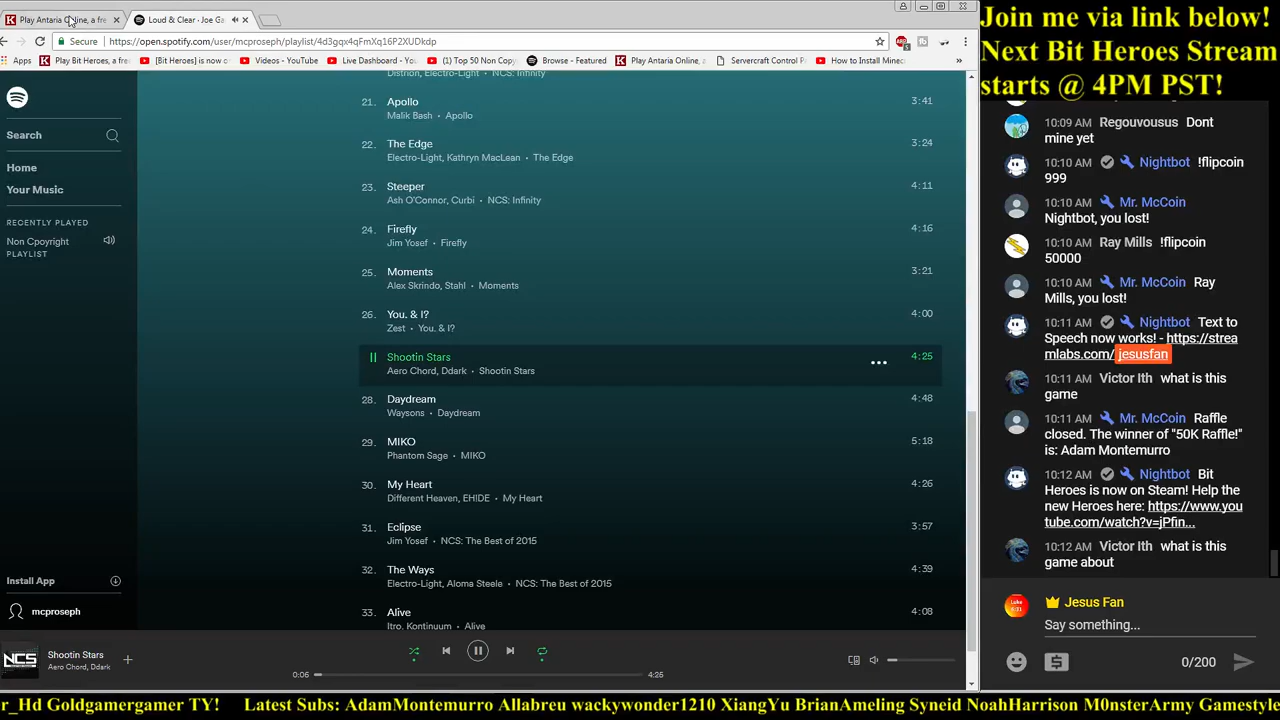 Play Antaria Online, a fre
Loud & Clear · Joe Ga
Secure
https://open.spotify.com/user/mcproseph/playlist/4d3gqx4qFmXq16P2XUDkdp
Apps
Play Bit Heroes, a free
[Bit Heroes] is now o
Videos - YouTube
Live Dashboard - You
(1) Top 50 Non Copy
Browse - Featured
Play Antaria Online, a
Servercraft Control P
How to Install Minec
»
Search
Home
Your Music
RECENTLY PLAYED
Non Cpoyright
PLAYLIST
Install App
mcproseph
Distrion, Electro-Light • NCS: Infinity
21. Apollo 3:41
Malik Bash • Apollo
22. The Edge 3:24
Electro-Light, Kathryn MacLean • The Edge
23. Steeper 4:11
Ash O'Connor, Curbi • NCS: Infinity
24. Firefly 4:16
Jim Yosef • Firefly
25. Moments 3:21
Alex Skrindo, Stahl • Moments
26. You. & I? 4:00
Zest • You. & I?
Shootin Stars 4:25
Aero Chord, Ddark • Shootin Stars
28. Daydream 4:48
Waysons • Daydream
29. MIKO 5:18
Phantom Sage • MIKO
30. My Heart 4:26
Different Heaven, EH!DE • My Heart
31. Eclipse 3:57
Jim Yosef • NCS: The Best of 2015
32. The Ways 4:39
Electro-Light, Aloma Steele • NCS: The Best of 2015
33. Alive 4:08
Itro, Kontinuum • Alive
NCS
Shootin Stars
Aero Chord, Ddark
0:06
4:25
Join me via link below!
Next Bit Heroes Stream
starts @ 4PM PST!
10:09 AM Regouvousus Dont
mine yet
10:10 AM Nightbot !flipcoin
999
10:10 AM Mr. McCoin
Nightbot, you lost!
10:10 AM Ray Mills !flipcoin
50000
10:11 AM Mr. McCoin Ray
Mills, you lost!
10:11 AM Nightbot Text to
Speech now works! - https://strea
mlabs.com/jesusfan
10:11 AM Victor Ith what is this
game
10:11 AM Mr. McCoin Raffle
closed. The winner of "50K Raffle!"
is: Adam Montemurro
10:12 AM Nightbot Bit
Heroes is now on Steam! Help the
new Heroes here: https://www.you
tube.com/watch?v=jPfin...
10:12 AM Victor Ith what is this
game about
Jesus Fan
Say something...
0/200
r_Hd Goldgamergamer TY! Latest Subs: AdamMontemurro Allabreu wackywonder1210 XiangYu BrianAmeling Syneid NoahHarrison M0nsterArmy Gamestyle